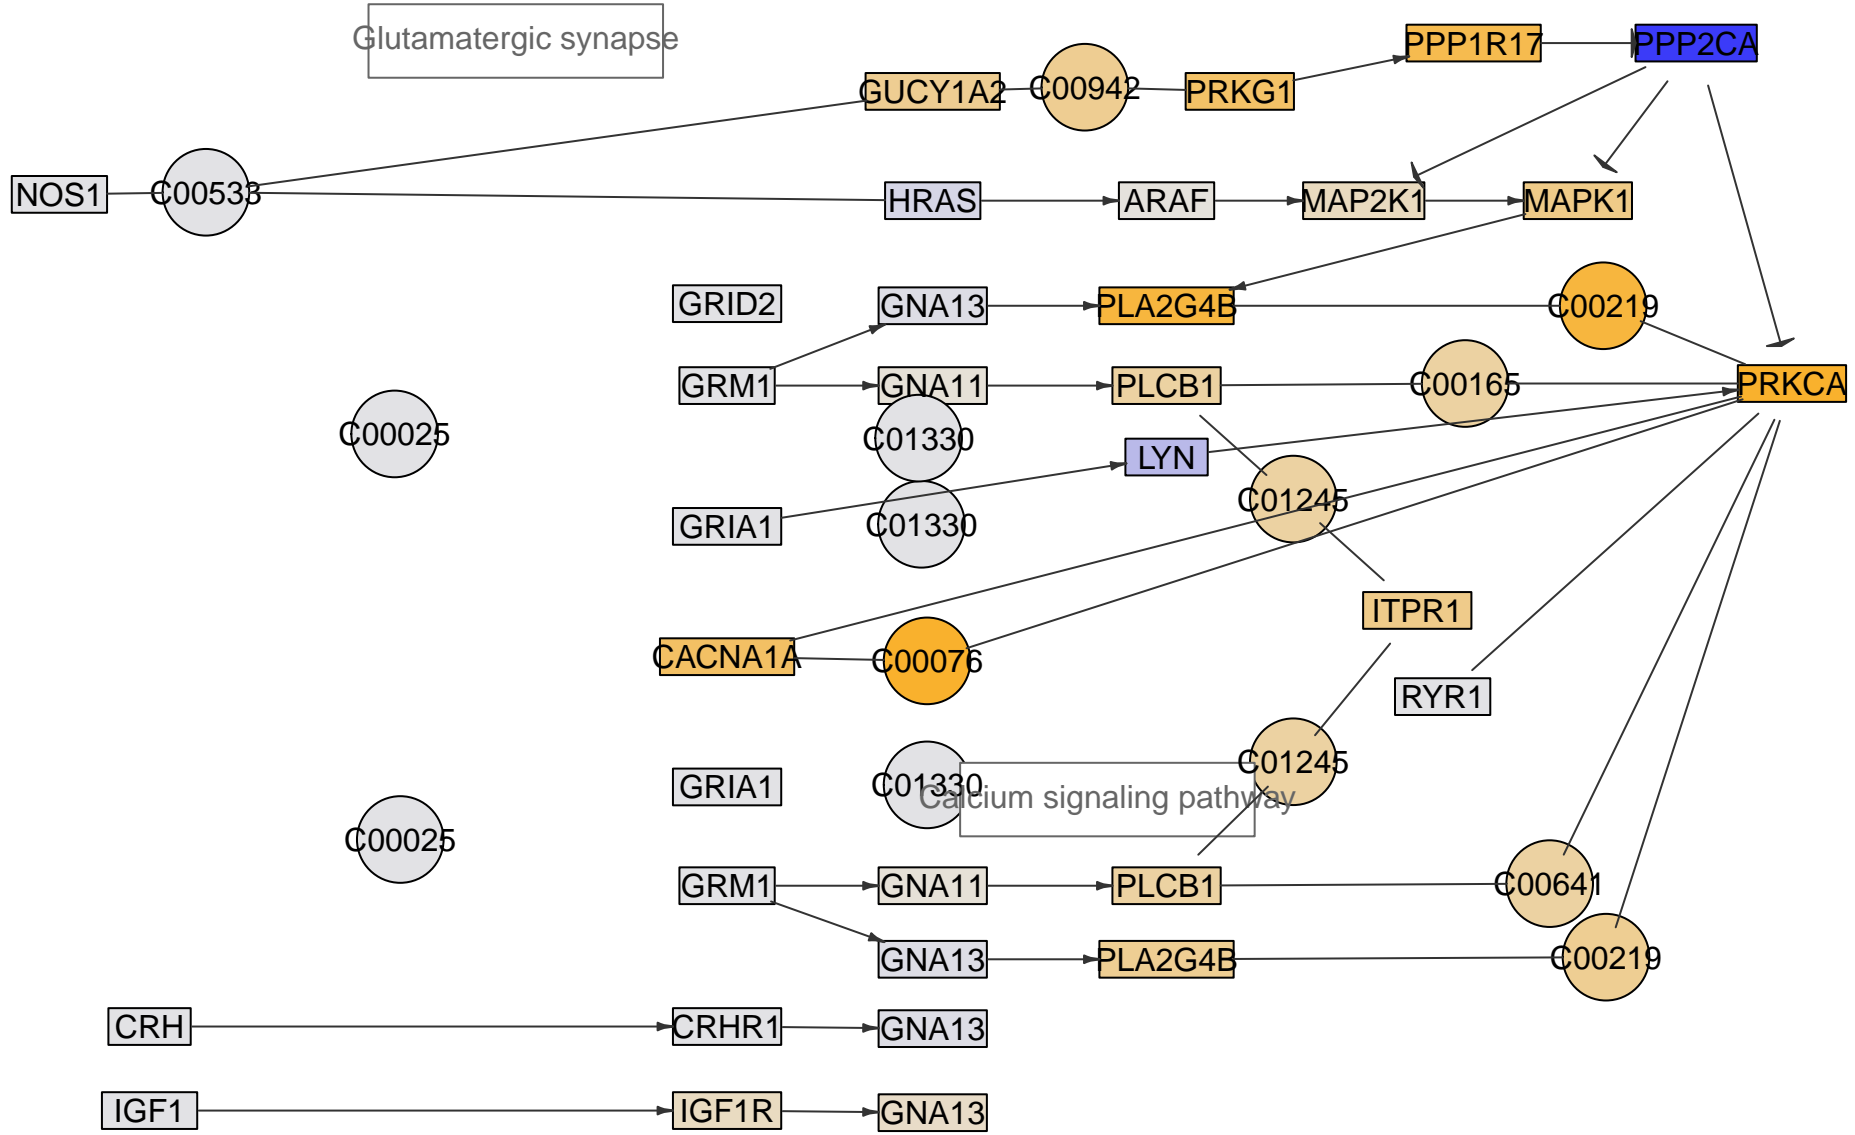 Glutamatergic synapse
PPP1R17
PPP2CA
GUCY1A2
C00942
PRKG1
NOS1
C00533
HRAS
ARAF
MAP2K1
MAPK1
GRID2
GNA13
PLA2G4B
C00219
GRM1
GNA11
PLCB1
C00165
PRKCA
C00025
C01330
LYN
C01245
GRIA1
C01330
ITPR1
CACNA1A
C00076
RYR1
C01245
GRIA1
C01330
Calcium signaling pathway
C00025
GRM1
GNA11
PLCB1
C00641
GNA13
PLA2G4B
C00219
CRH
CRHR1
GNA13
IGF1
IGF1R
GNA13